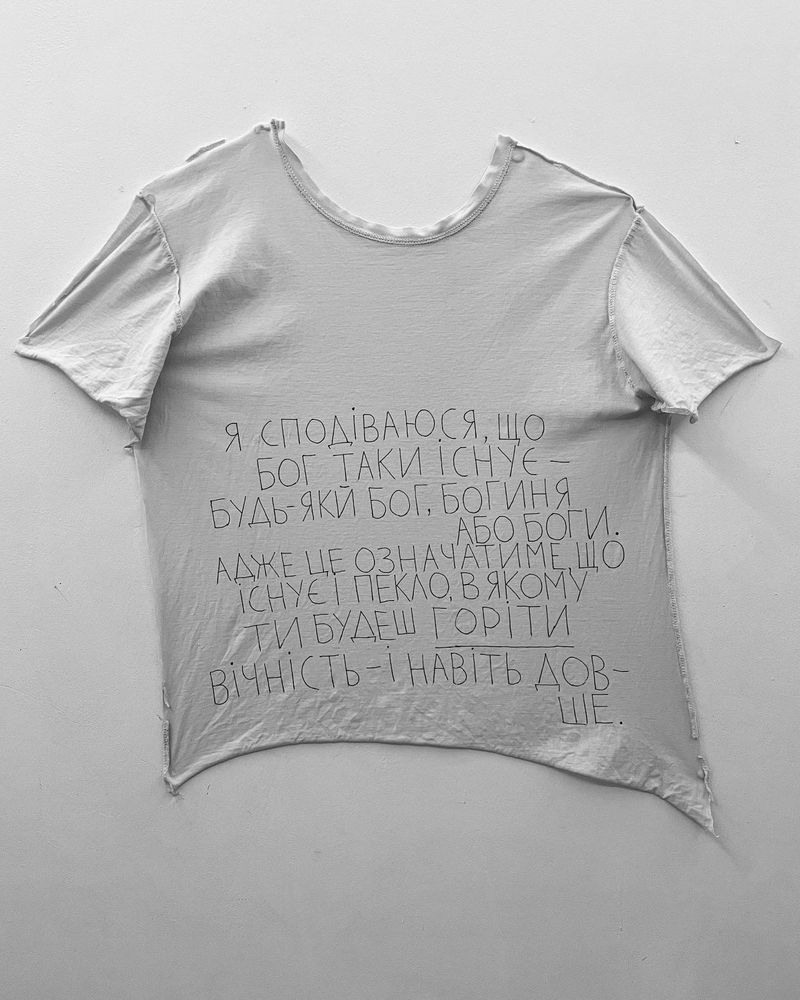 Я СПОДІВАЮСЯ, ЩО
БОГ ТАКИ ІСНУЄ –
БУДЬ-ЯКЙ БОГ, БОГИНЯ
АБО БОГИ.
АДЖЕ ЦЕ ОЗНАЧАТИМЕ, ЩО
ІСНУЄ І ПЕКЛО, В ЯКОМУ
ТИ БУДЕШ ГОРІТИ
ВІЧНІСТЬ – І НАВІТЬ ДОВ-
ШЕ.